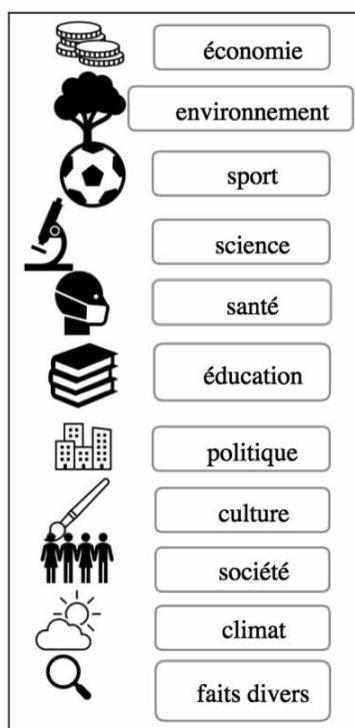 économie
environnement
sport
science
santé
éducation
politique
culture
société
climat
faits divers